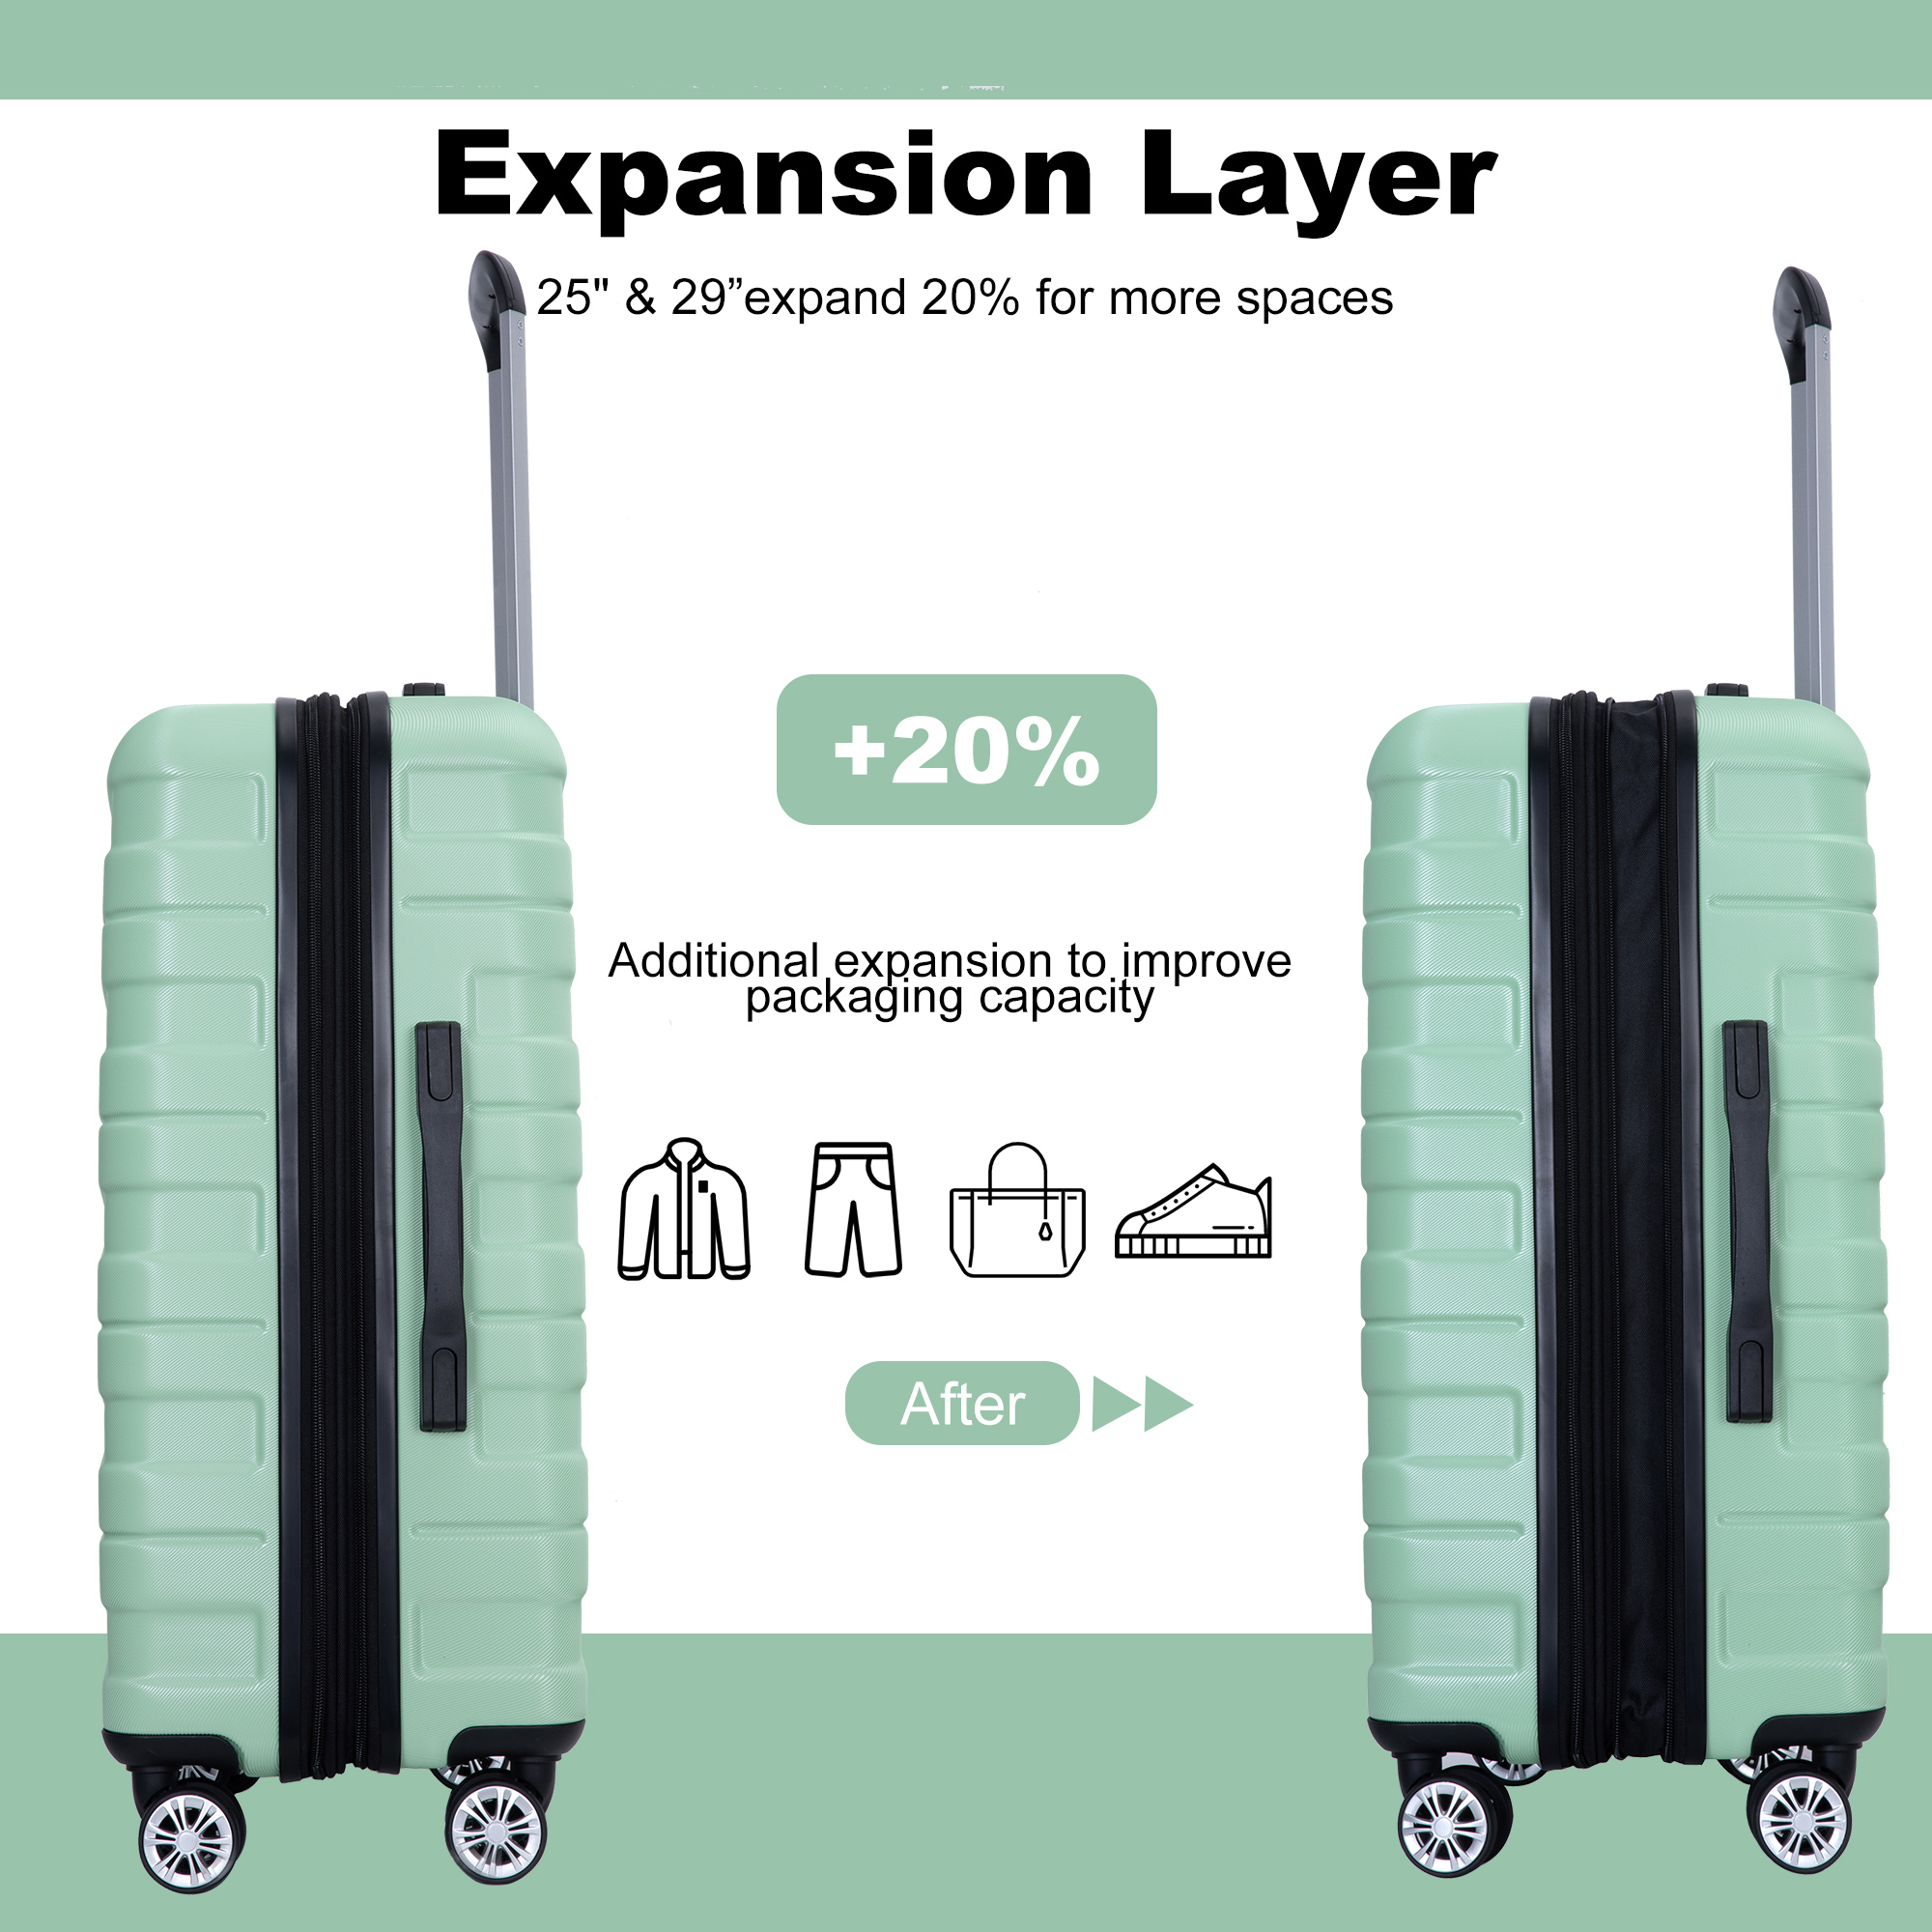 Expansion Layer
25" & 29”expand 20% for more spaces
+20%
Additional expansion to improve
packaging capacity
After